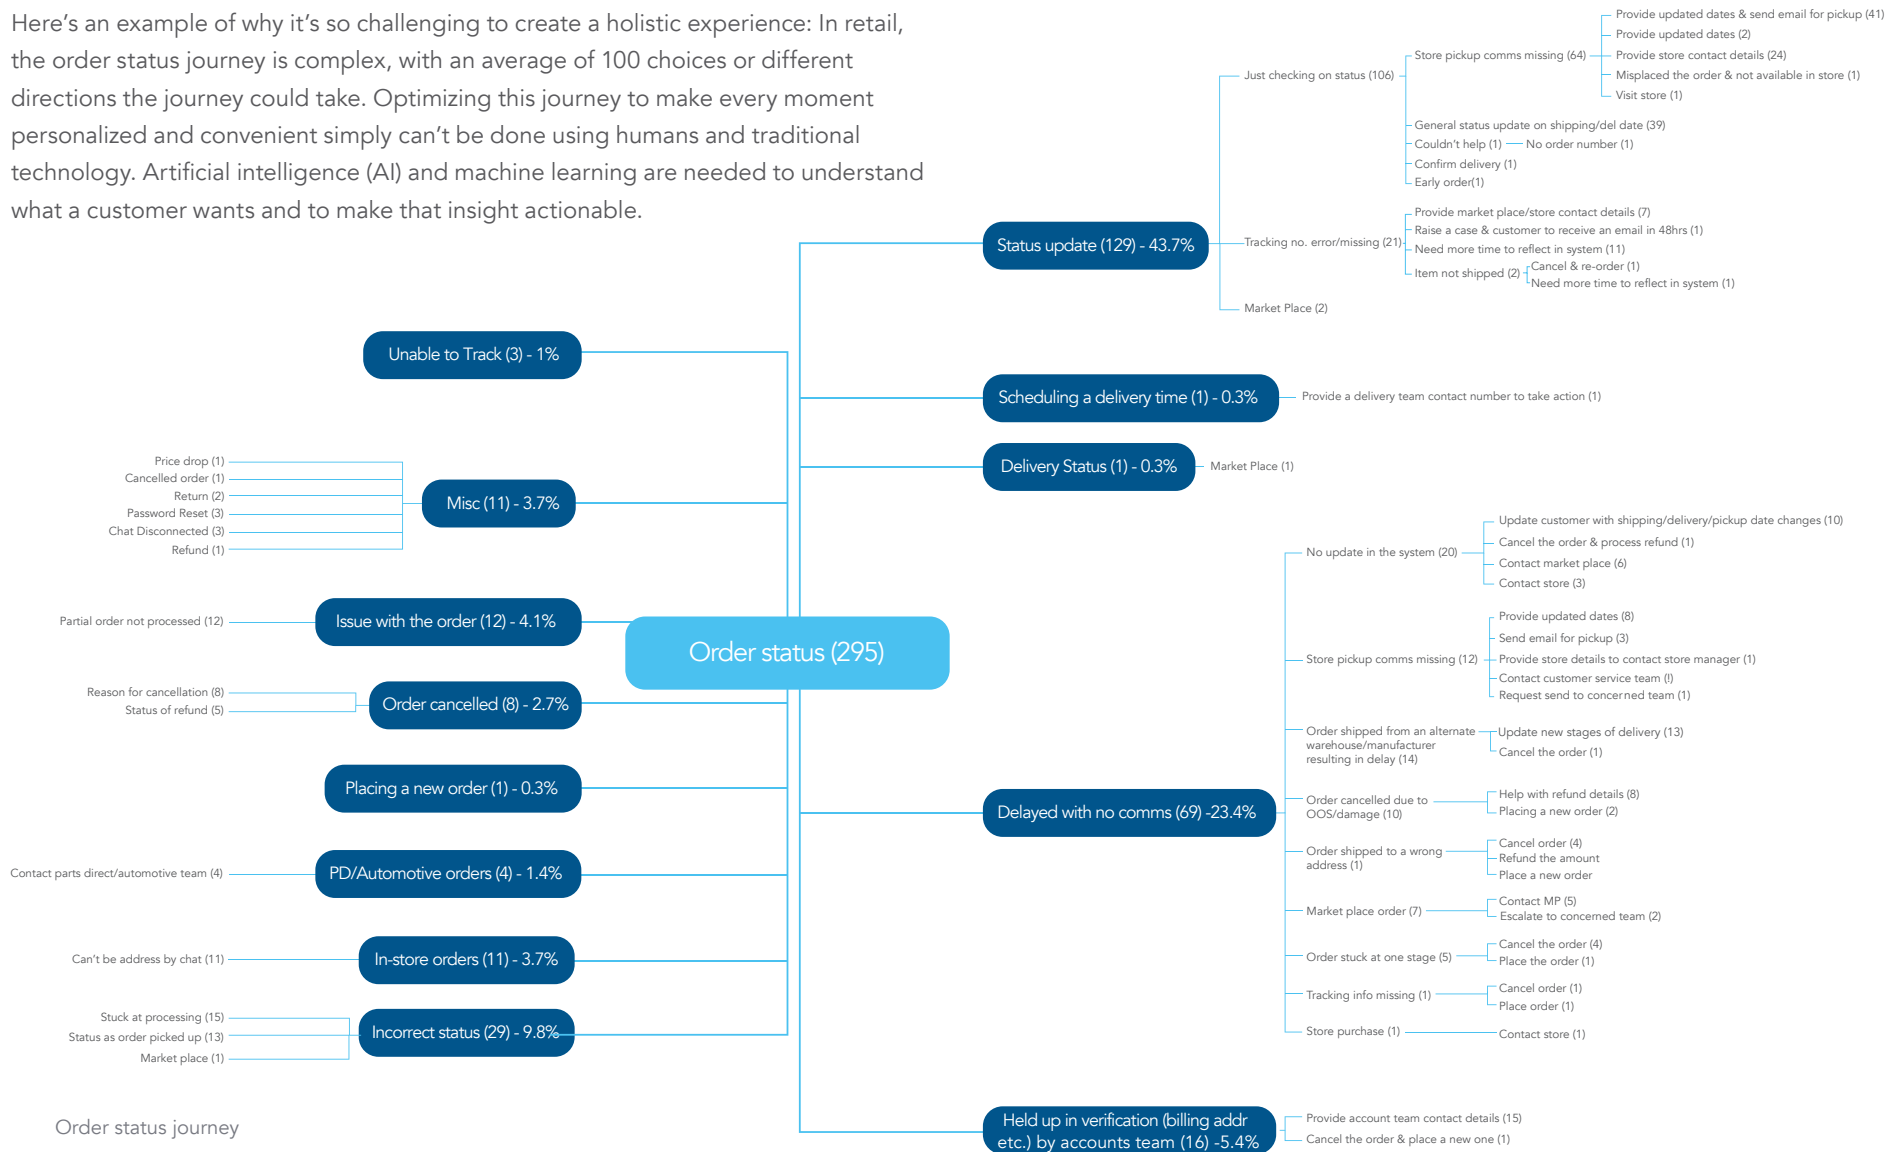 Here's an example of why it's so challenging to create a holistic experience: In retail,
the order status journey is complex, with an average of 100 choices or different
directions the journey could take. Optimizing this journey to make every moment
personalized and convenient simply can't be done using humans and traditional
technology. Artificial intelligence (AI) and machine learning are needed to understand
what a customer wants and to make that insight actionable.
Order status (295)
Status update (129) - 43.7%
Just checking on status (106)
Store pickup comms missing (64)
Provide updated dates & send email for pickup (41)
Provide updated dates (2)
Provide store contact details (24)
Misplaced the order & not available in store (1)
Visit store (1)
General status update on shipping/del date (39)
Couldn't help (1)
No order number (1)
Confirm delivery (1)
Early order(1)
Tracking no. error/missing (21)
Provide market place/store contact details (7)
Raise a case & customer to receive an email in 48hrs (1)
Need more time to reflect in system (11)
Item not shipped (2)
Cancel & re-order (1)
Need more time to reflect in system (1)
Market Place (2)
Scheduling a delivery time (1) - 0.3%
Provide a delivery team contact number to take action (1)
Delivery Status (1) - 0.3%
Market Place (1)
Delayed with no comms (69) -23.4%
No update in the system (20)
Update customer with shipping/delivery/pickup date changes (10)
Cancel the order & process refund (1)
Contact market place (6)
Contact store (3)
Store pickup comms missing (12)
Provide updated dates (8)
Send email for pickup (3)
Provide store details to contact store manager (1)
Contact customer service team (!)
Request send to concerned team (1)
Order shipped from an alternate
warehouse/manufacturer
resulting in delay (14)
Update new stages of delivery (13)
Cancel the order (1)
Order cancelled due to
OOS/damage (10)
Help with refund details (8)
Placing a new order (2)
Order shipped to a wrong
address (1)
Cancel order (4)
Refund the amount
Place a new order
Market place order (7)
Contact MP (5)
Escalate to concerned team (2)
Order stuck at one stage (5)
Cancel the order (4)
Place the order (1)
Tracking info missing (1)
Cancel order (1)
Place order (1)
Store purchase (1)
Contact store (1)
Held up in verification (billing addr
etc.) by accounts team (16) -5.4%
Provide account team contact details (15)
Cancel the order & place a new one (1)
Unable to Track (3) - 1%
Misc (11) - 3.7%
Price drop (1)
Cancelled order (1)
Return (2)
Password Reset (3)
Chat Disconnected (3)
Refund (1)
Issue with the order (12) - 4.1%
Partial order not processed (12)
Order cancelled (8) - 2.7%
Reason for cancellation (8)
Status of refund (5)
Placing a new order (1) - 0.3%
PD/Automotive orders (4) - 1.4%
Contact parts direct/automotive team (4)
In-store orders (11) - 3.7%
Can't be address by chat (11)
Incorrect status (29) - 9.8%
Stuck at processing (15)
Status as order picked up (13)
Market place (1)
Order status journey